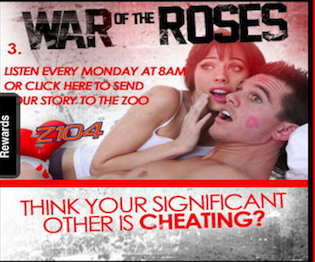 WAR OF THE ROSES
3.
LISTEN EVERY MONDAY AT 8AM
OR CLICK HERE TO SEND
YOUR STORY TO THE ZOO
Z104
Rewards
THINK YOUR SIGNIFICANT
OTHER IS CHEATING?